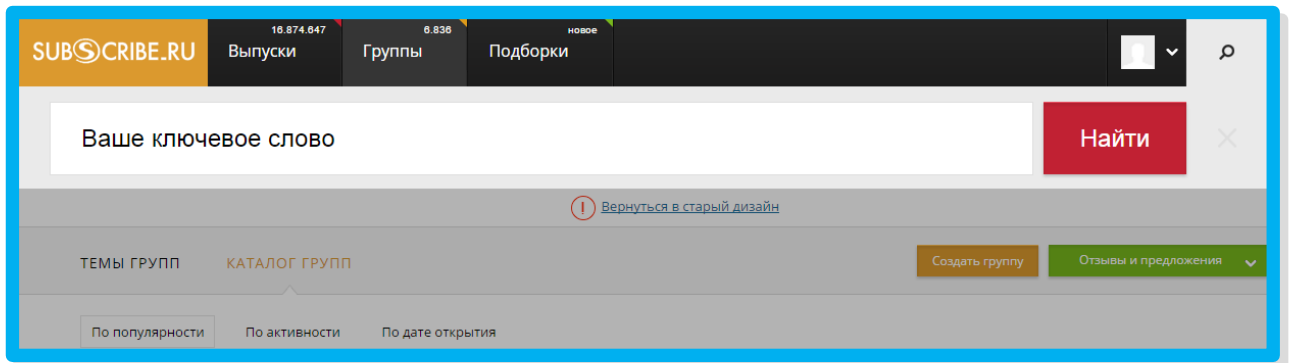 16.874.647 6.836 новое
SUBSCRIBE.RU Выпуски Группы Подборки
Ваше ключевое слово Найти
Вернуться в старый дизайн
ТЕМЫ ГРУПП КАТАЛОГ ГРУПП Создать группу Отзывы и предложения
По популярности По активности По дате открытия